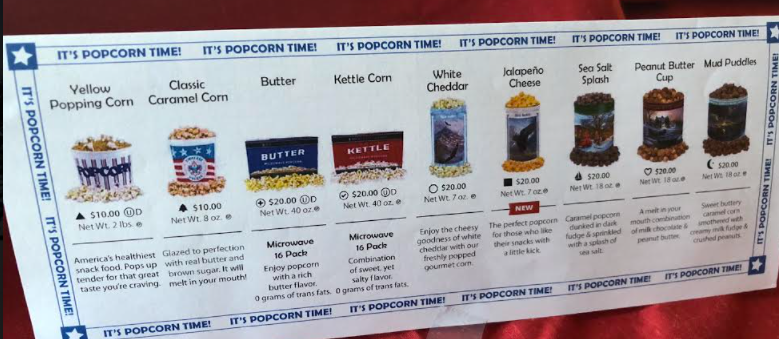 IT'S POPCORN TIME! IT'S POPCORN TIME! IT'S POPCORN TIME! IT'S POPCORN TIME! IT'S POPCORN TIME! IT'S POPCORN TIME!
IT'S POPCORN TIME! IT'S POPCORN TIME!
Yellow
Popping Corn
POPCORN
$10.00 ⓊD
Net Wt. 2 lbs. e
America's healthiest
snack food. Pops up
tender for that great
taste you're craving.
Classic
Caramel Corn
$10.00
Net Wt. 8 oz. e
Glazed to perfection
with real butter and
brown sugar. It will
melt in your mouth!
Butter
BUTTER
$20.00 ⓊD
Net Wt. 40 oz. e
Microwave
16 Pack
Enjoy popcorn
with a rich
butter flavor.
0 grams of trans fats.
Kettle Corn
KETTLE
$20.00 ⓊD
Net Wt. 40 oz. e
Microwave
16 Pack
Combination
of sweet, yet
salty flavor.
0 grams of trans fats.
White
Cheddar
$20.00
Net Wt. 7 oz. e
Enjoy the cheesy
goodness of white
cheddar with our
freshly popped
gourmet corn.
Jalapeño
Cheese
$20.00
Net Wt. 7 oz. e
NEW
The perfect popcorn
for those who like
their snacks with
a little kick.
Sea Salt
Splash
$20.00
Net Wt. 18 oz. e
Caramel popcorn
dunked in dark
fudge & sprinkled
with a splash of
sea salt.
Peanut Butter
Cup
$20.00
Net Wt. 18 oz. e
A melt in your
mouth combination
of milk chocolate &
peanut butter.
Mud Puddles
$20.00
Net Wt. 18 oz e
Sweet buttery
caramel corn
smothered with
creamy milk fudge &
crushed peanuts.
IT'S POPCORN TIME! IT'S POPCORN TIME!
IT'S POPCORN TIME! IT'S POPCORN TIME! IT'S POPCORN TIME! IT'S POPCORN TIME! IT'S POPCORN TIME! IT'S POPCORN TIME!